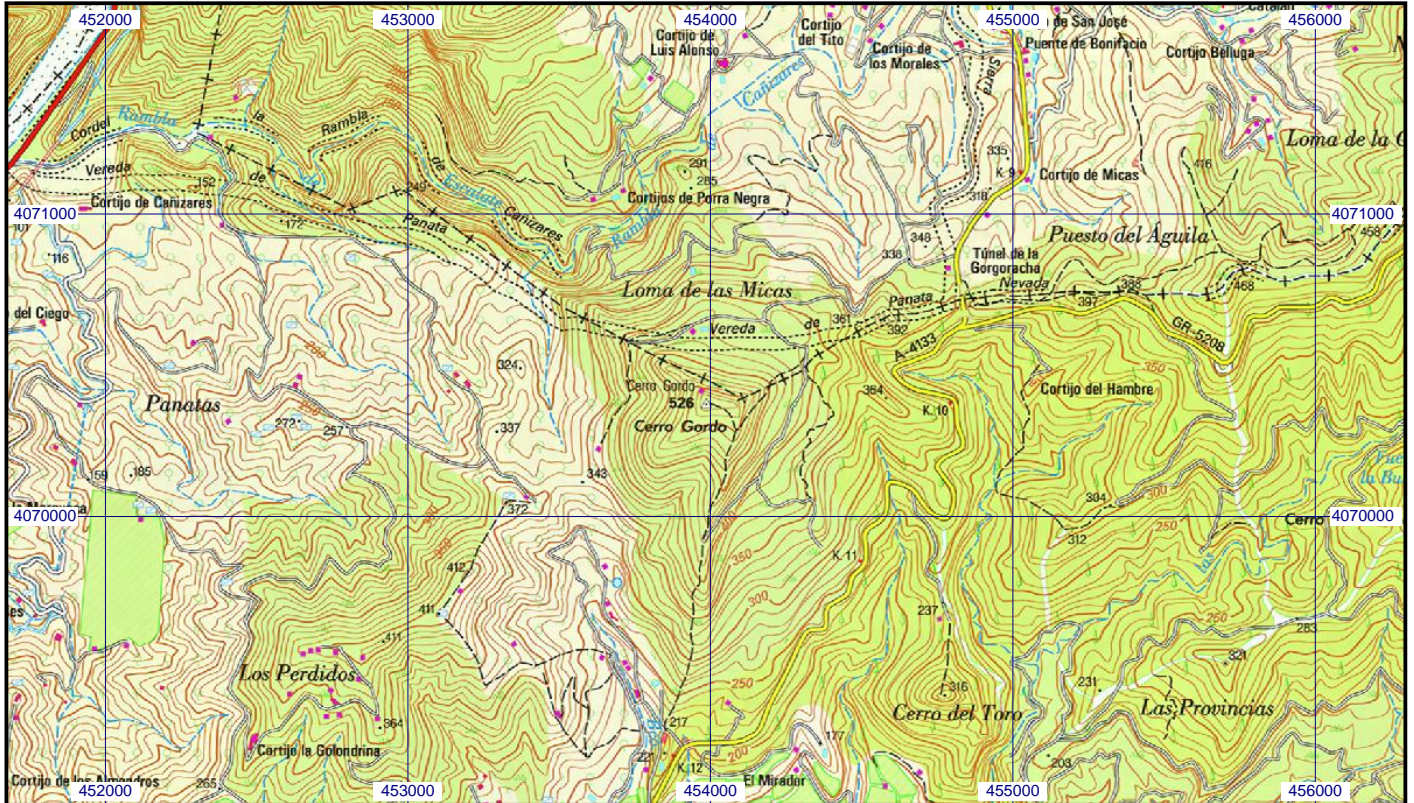 452000
453000
454000
455000
456000
Catalán
Cortijo de
Luis Alonso
Cortijo
del Tito
Cortijo de
los Morales
de San José
Puente de Bonifacio
Cortijo Belluga
Sierra
Cañizares
Cordel
Rambla
la
Rambla
de
Loma de la
Vereda
de
152
249
Escalate
Cañizares
291
285
Cortijos de Porra Negra
335
K. 9
318
Cortijo de Micas
416
Cortijo de Cañizares
4071000
4071000
101
172
Panata
Rambla
348
338
Puesto del Águila
458
116
Túnel de la
Gorgoracha
Nevada
388
468
del Ciego
Loma de las Micas
Panata
397
361
392
Vereda
de
A-4133
GR-5208
324
350
Cerro Gordo
526
Cerro Gordo
364
K. 10
Cortijo del Hambre
Panatas
272
257
337
159
185
343
304
300
4070000
372
4070000
Cerro
312
250
K. 11
350
300
412
411
411
237
250
283
321
Los Perdidos
231
316
250
Cerro del Toro
Las Provincias
364
217
177
Cortijo la Golondrina
200
203
K. 12
El Mirador
Cortijo de los Almendros
265
452000
453000
454000
455000
456000